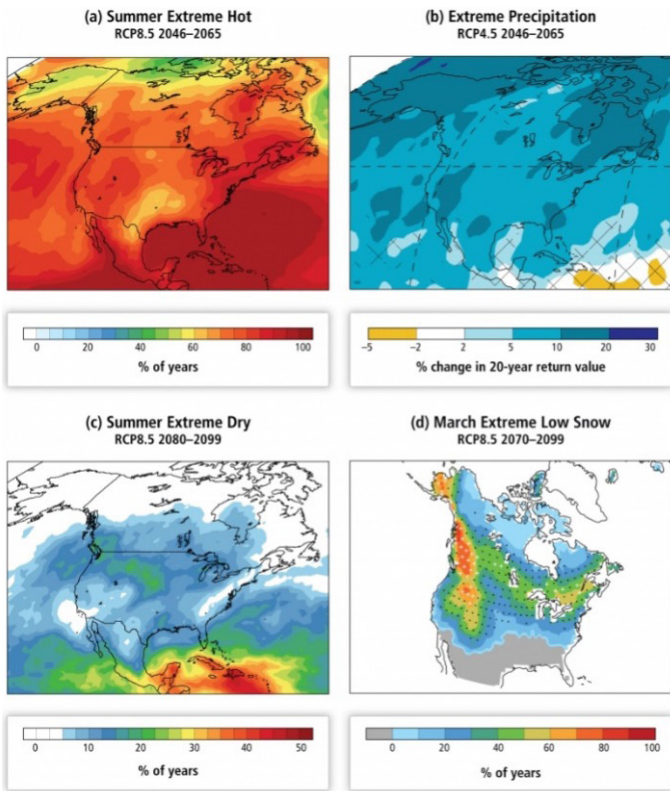 (a) Summer Extreme Hot
RCP8.5 2046–2065
(b) Extreme Precipitation
RCP4.5 2046–2065
0 20 40 60 80 100
% of years
−5 −2 2 5 10 20 30
% change in 20-year return value
(c) Summer Extreme Dry
RCP8.5 2080–2099
(d) March Extreme Low Snow
RCP8.5 2070–2099
0 10 20 30 40 50
% of years
0 20 40 60 80 100
% of years